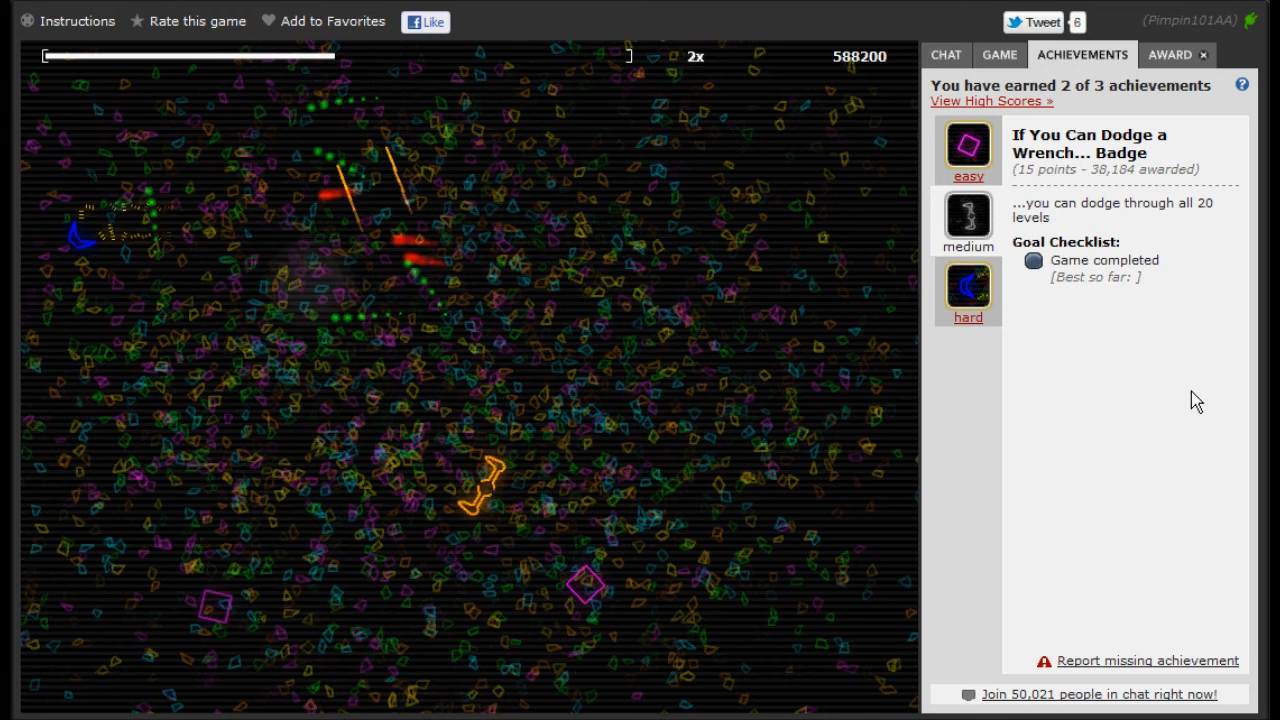 Instructions Rate this game Add to Favorites Like Tweet 6 (Pimpin101AA)
2x 588200
CHAT GAME ACHIEVEMENTS AWARD
You have earned 2 of 3 achievements
View High Scores »
easy
medium
hard
If You Can Dodge a
Wrench... Badge
(15 points - 38,184 awarded)
...you can dodge through all 20
levels
Goal Checklist:
Game completed
[Best so far: ]
Report missing achievement
Join 50,021 people in chat right now!